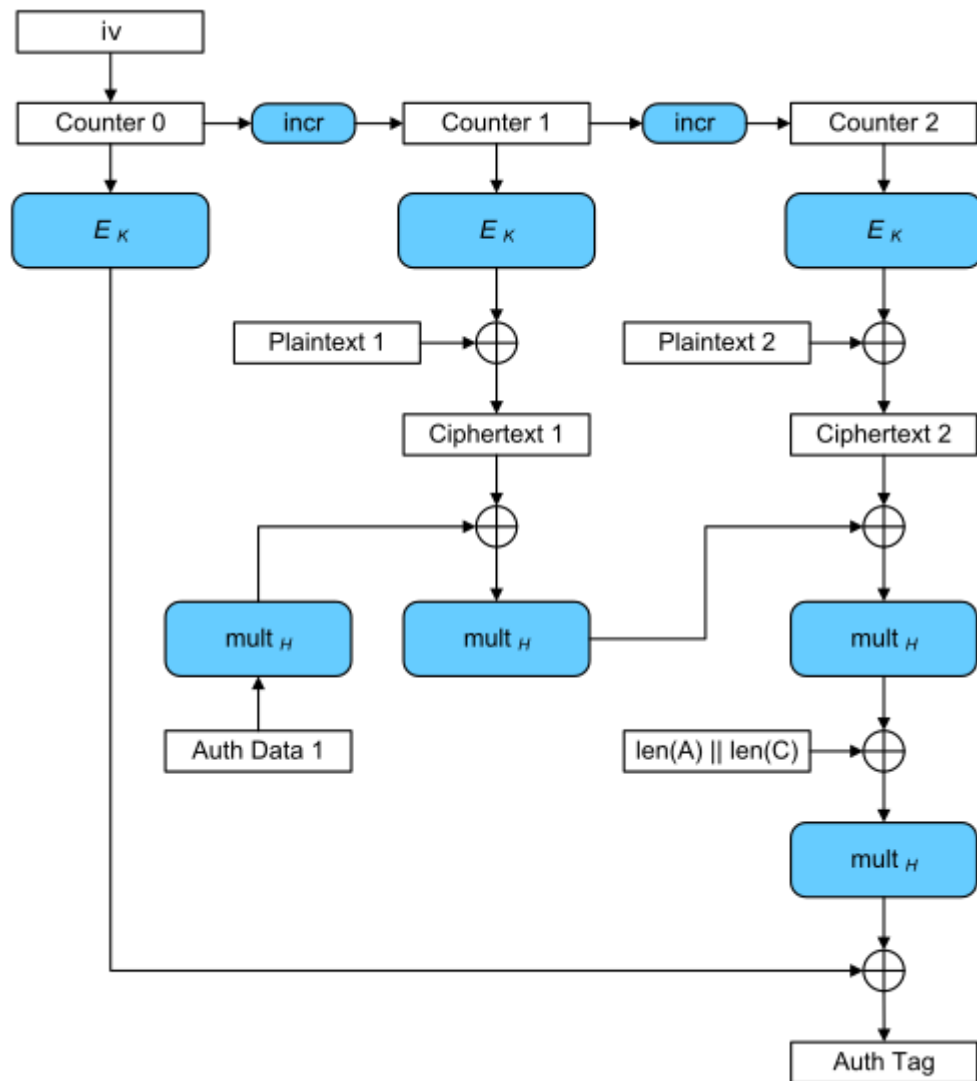 iv
Counter 0
incr
Counter 1
incr
Counter 2
E K
E K
E K
Plaintext 1
Plaintext 2
Ciphertext 1
Ciphertext 2
mult H
mult H
mult H
Auth Data 1
len(A) || len(C)
mult H
Auth Tag